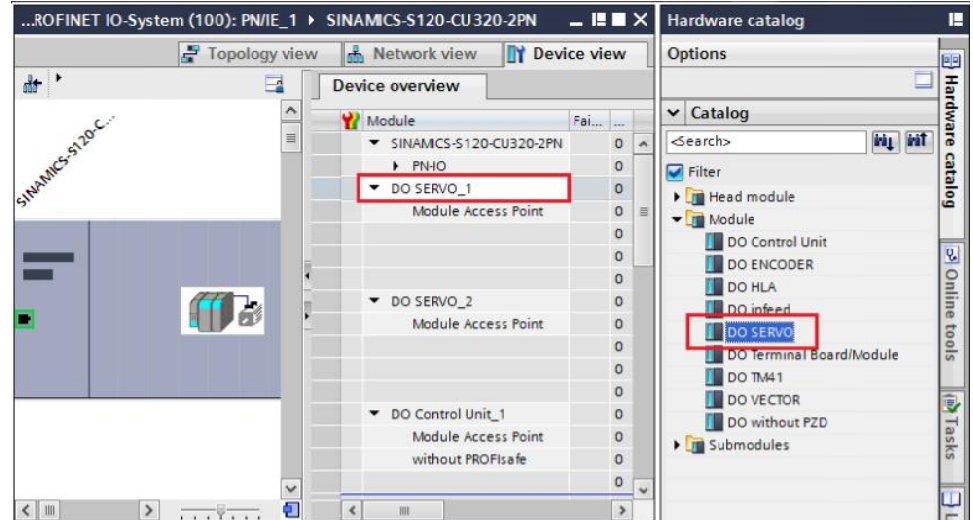 ...ROFINET IO-System (100): PN/IE_1 ▸ SINAMICS-S120-CU320-2PN
Topology view
Network view
Device view
SINAMICS-S120-C...
Device overview
Module
Fai...
...
SINAMICS-S120-CU320-2PN 0
PN-IO 0
DO SERVO_1 0
Module Access Point 0
0
0
0
DO SERVO_2 0
Module Access Point 0
0
0
0
DO Control Unit_1 0
Module Access Point 0
without PROFIsafe 0
0
Hardware catalog
Options
Catalog
<Search>
Filter
Head module
Module
DO Control Unit
DO ENCODER
DO HLA
DO infeed
DO SERVO
DO Terminal Board/Module
DO TM41
DO VECTOR
DO without PZD
Submodules
Hardware catalog
Online tools
Tasks